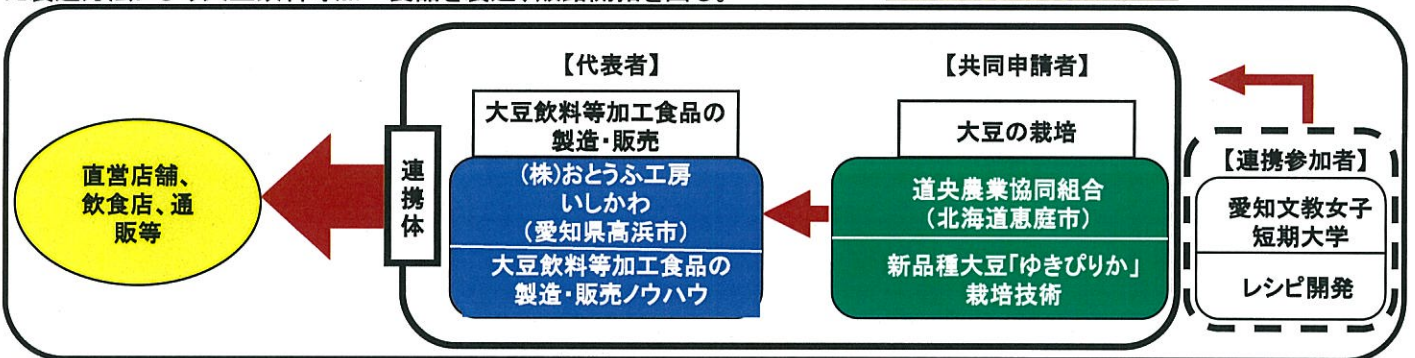 【代表者】
大豆飲料等加工食品の
製造・販売
(株)おとうふ工房
いしかわ
(愛知県高浜市)
大豆飲料等加工食品の
製造・販売ノウハウ
【共同申請者】
大豆の栽培
道央農業協同組合
(北海道恵庭市)
新品種大豆「ゆきぴりか」
栽培技術
【連携参加者】
愛知文教女子
短期大学
レシピ開発
連携体
直営店舗、
飲食店、通
販等